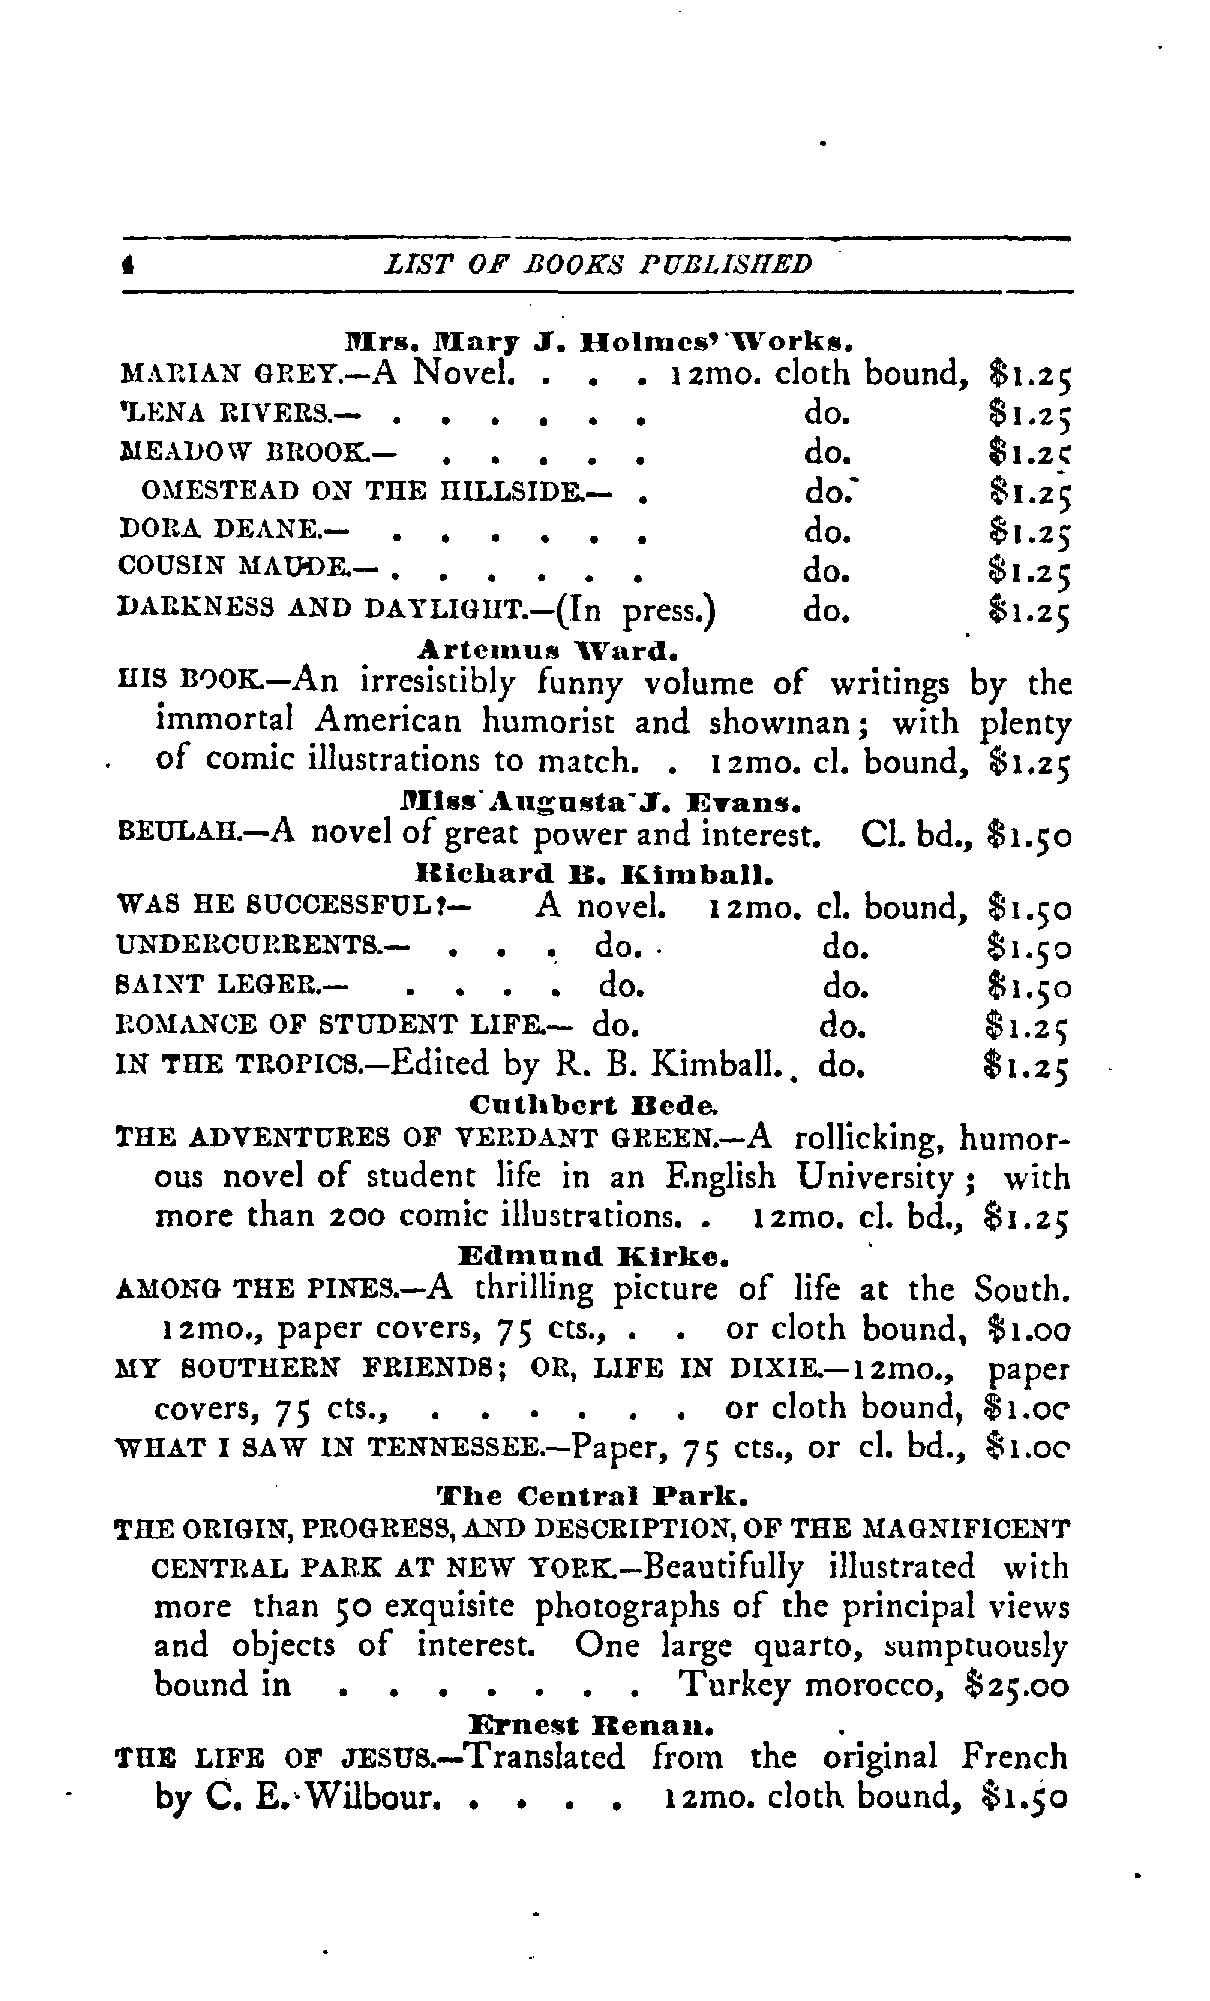 4 LIST OF BOOKS PUBLISHED
Mrs. Mary J. Holmes' Works.
MARIAN GREY.—A Novel. . . . 12mo. cloth bound, $1.25
'LENA RIVERS.— . . . . . . do. $1.25
MEADOW BROOK.— . . . . . do. $1.25
OMESTEAD ON THE HILLSIDE.— . do. $1.25
DORA DEANE.— . . . . . . do. $1.25
COUSIN MAUDE.— . . . . . . do. $1.25
DARKNESS AND DAYLIGHT.—(In press.) do. $1.25
Artemus Ward.
HIS BOOK.—An irresistibly funny volume of writings by the
immortal American humorist and showman; with plenty
of comic illustrations to match. . 12mo. cl. bound, $1.25
Miss Augusta J. Evans.
BEULAH.—A novel of great power and interest. Cl. bd., $1.50
Richard B. Kimball.
WAS HE SUCCESSFUL?— A novel. 12mo. cl. bound, $1.50
UNDERCURRENTS.— . . . do. do. $1.50
SAINT LEGER.— . . . . do. do. $1.50
ROMANCE OF STUDENT LIFE.— do. do. $1.25
IN THE TROPICS.—Edited by R. B. Kimball. . do. $1.25
Cuthbert Bede.
THE ADVENTURES OF VERDANT GREEN.—A rollicking, humor-
ous novel of student life in an English University; with
more than 200 comic illustrations. . 12mo. cl. bd., $1.25
Edmund Kirke.
AMONG THE PINES.—A thrilling picture of life at the South.
12mo., paper covers, 75 cts., . . or cloth bound, $1.00
MY SOUTHERN FRIENDS; OR, LIFE IN DIXIE.—12mo., paper
covers, 75 cts., . . . . . . or cloth bound, $1.00
WHAT I SAW IN TENNESSEE.—Paper, 75 cts., or cl. bd., $1.00
The Central Park.
THE ORIGIN, PROGRESS, AND DESCRIPTION, OF THE MAGNIFICENT
CENTRAL PARK AT NEW YORK.—Beautifully illustrated with
more than 50 exquisite photographs of the principal views
and objects of interest. One large quarto, sumptuously
bound in . . . . . . . Turkey morocco, $25.00
Ernest Renan.
THE LIFE OF JESUS.—Translated from the original French
by C. E. Wilbour. . . . . 12mo. cloth bound, $1.50